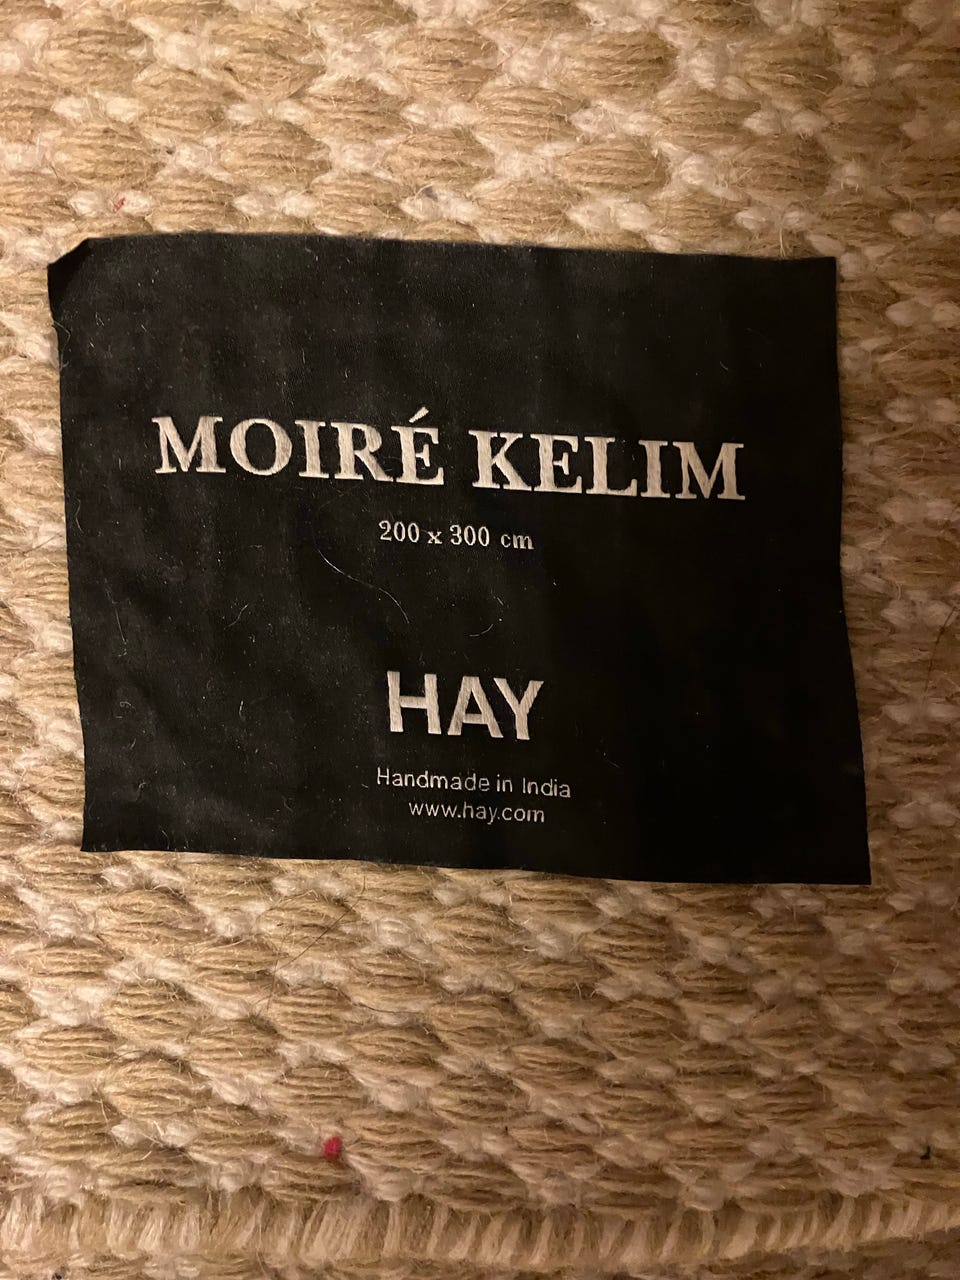 MOIRÉ KELIM
200 x 300 cm
HAY
Handmade in India
www.hay.com